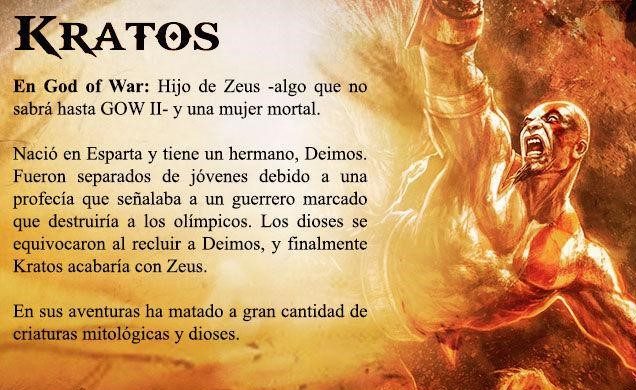 KRATOS
En God of War: Hijo de Zeus -algo que no
sabrá hasta GOW II- y una mujer mortal.
Nació en Esparta y tiene un hermano, Deimos.
Fueron separados de jóvenes debido a una
profecía que señalaba a un guerrero marcado
que destruiría a los olímpicos. Los dioses se
equivocaron al recluir a Deimos, y finalmente
Kratos acabaría con Zeus.
En sus aventuras ha matado a gran cantidad de
criaturas mitológicas y dioses.